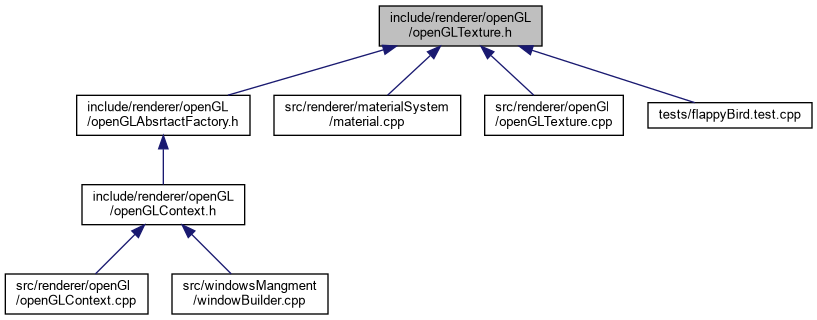 include/renderer/openGL
/openGLTexture.h
include/renderer/openGL
/openGLAbsrtactFactory.h
src/renderer/materialSystem
/material.cpp
src/renderer/openGl
/openGLTexture.cpp
tests/flappyBird.test.cpp
include/renderer/openGL
/openGLContext.h
src/renderer/openGl
/openGLContext.cpp
src/windowsMangment
/windowBuilder.cpp